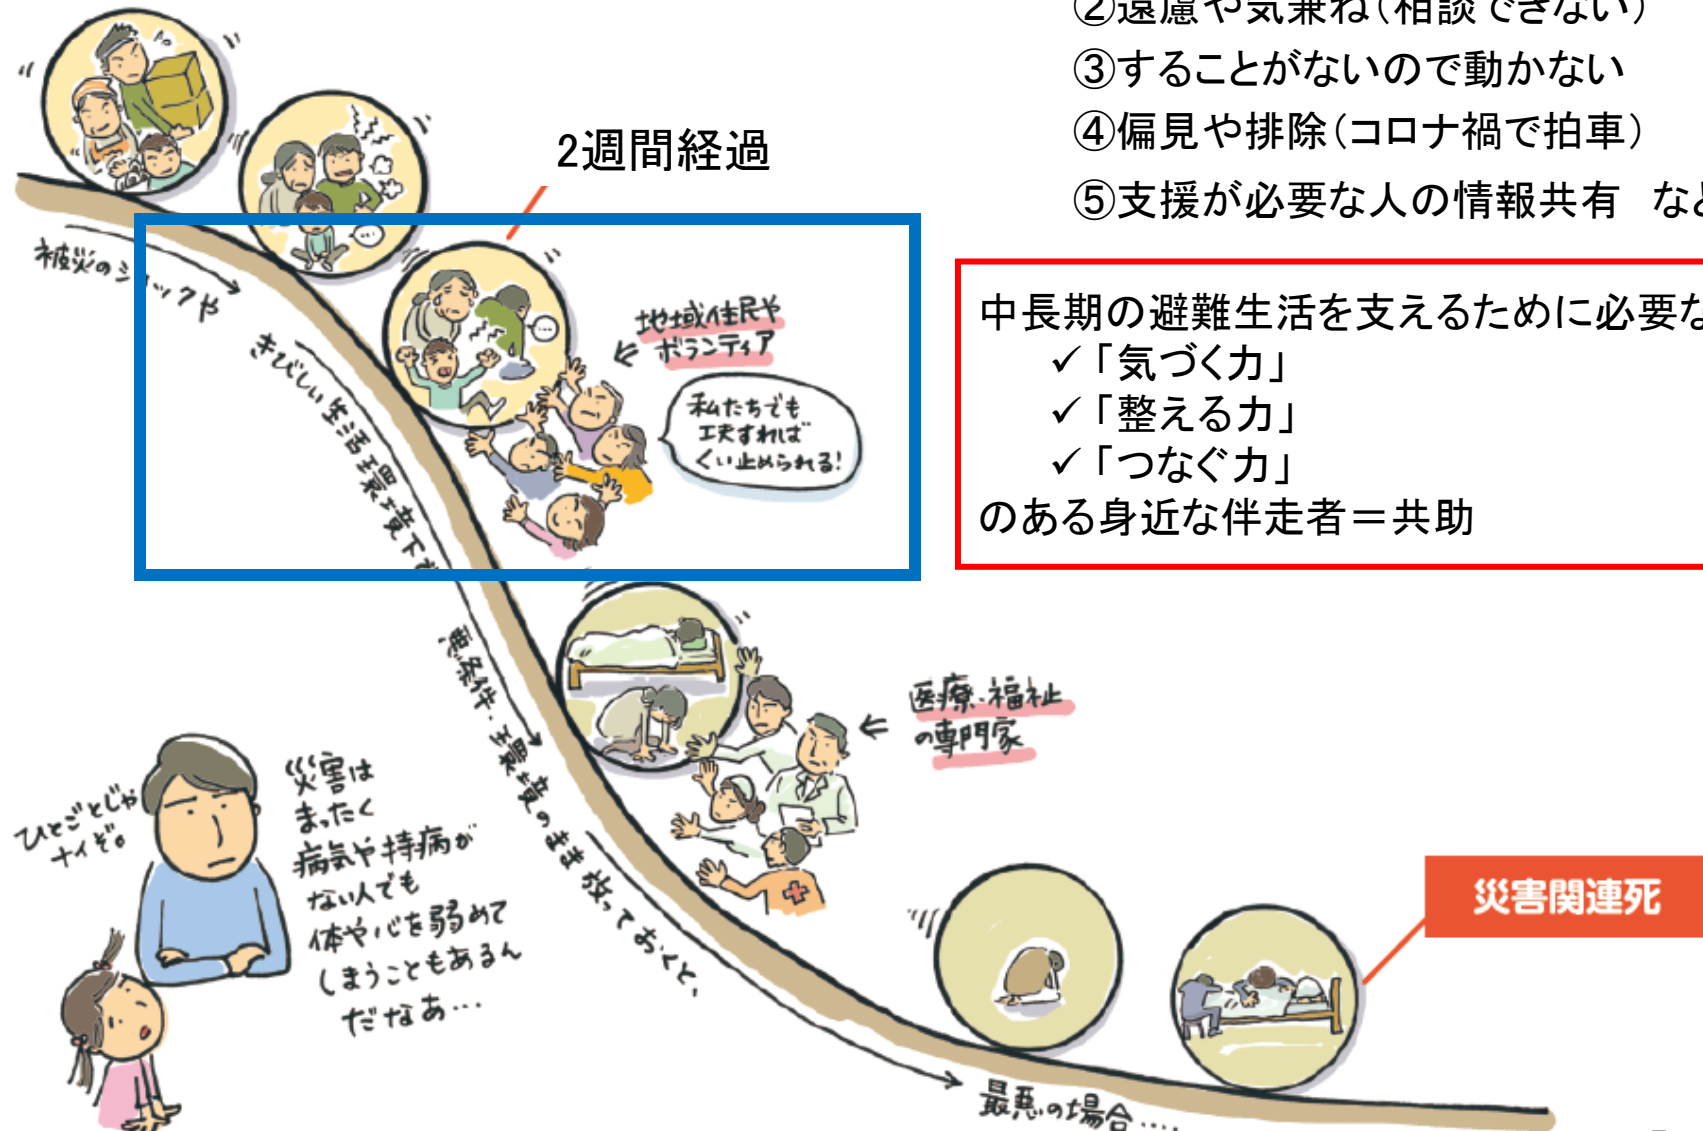 ②遠慮や気兼ね（相談できない）
③することがないので動かない
④偏見や排除（コロナ禍で拍車）
⑤支援が必要な人の情報共有　など
2週間経過
中長期の避難生活を支えるために必要な
✓「気づく力」
✓「整える力」
✓「つなぐ力」
のある身近な伴走者＝共助
被災のショックや
きびしい生活環境下で
地域住民や
ボランティア
私たちでも
工夫すれば
くい止められる!
悪条件・環境のまま放っておくと、
医療・福祉
の専門家
ひとごとじゃ
ナイぞ。
災害は
まったく
病気や持病が
ない人でも
体や心を弱めて
しまうこともあるん
だなあ…
災害関連死
最悪の場合……